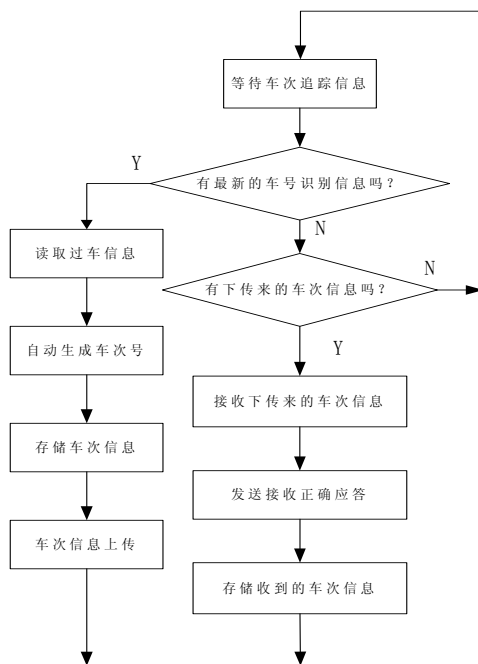 等待车次追踪信息
Y
有最新的车号识别信息吗？
读取过车信息
N
有下传来的车次信息吗？
N
自动生成车次号
Y
接收下传来的车次信息
存储车次信息
发送接收正确应答
车次信息上传
存储收到的车次信息